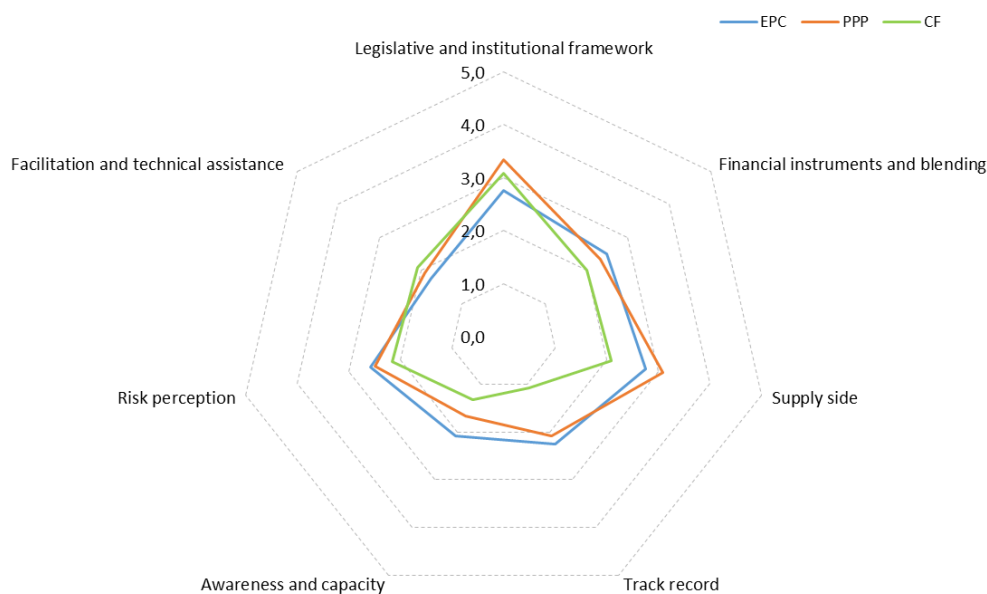 EPC PPP CF
Legislative and institutional framework
5,0
4,0
Facilitation and technical assistance
Financial instruments and blending
3,0
2,0
1,0
0,0
Risk perception
Supply side
Awareness and capacity
Track record